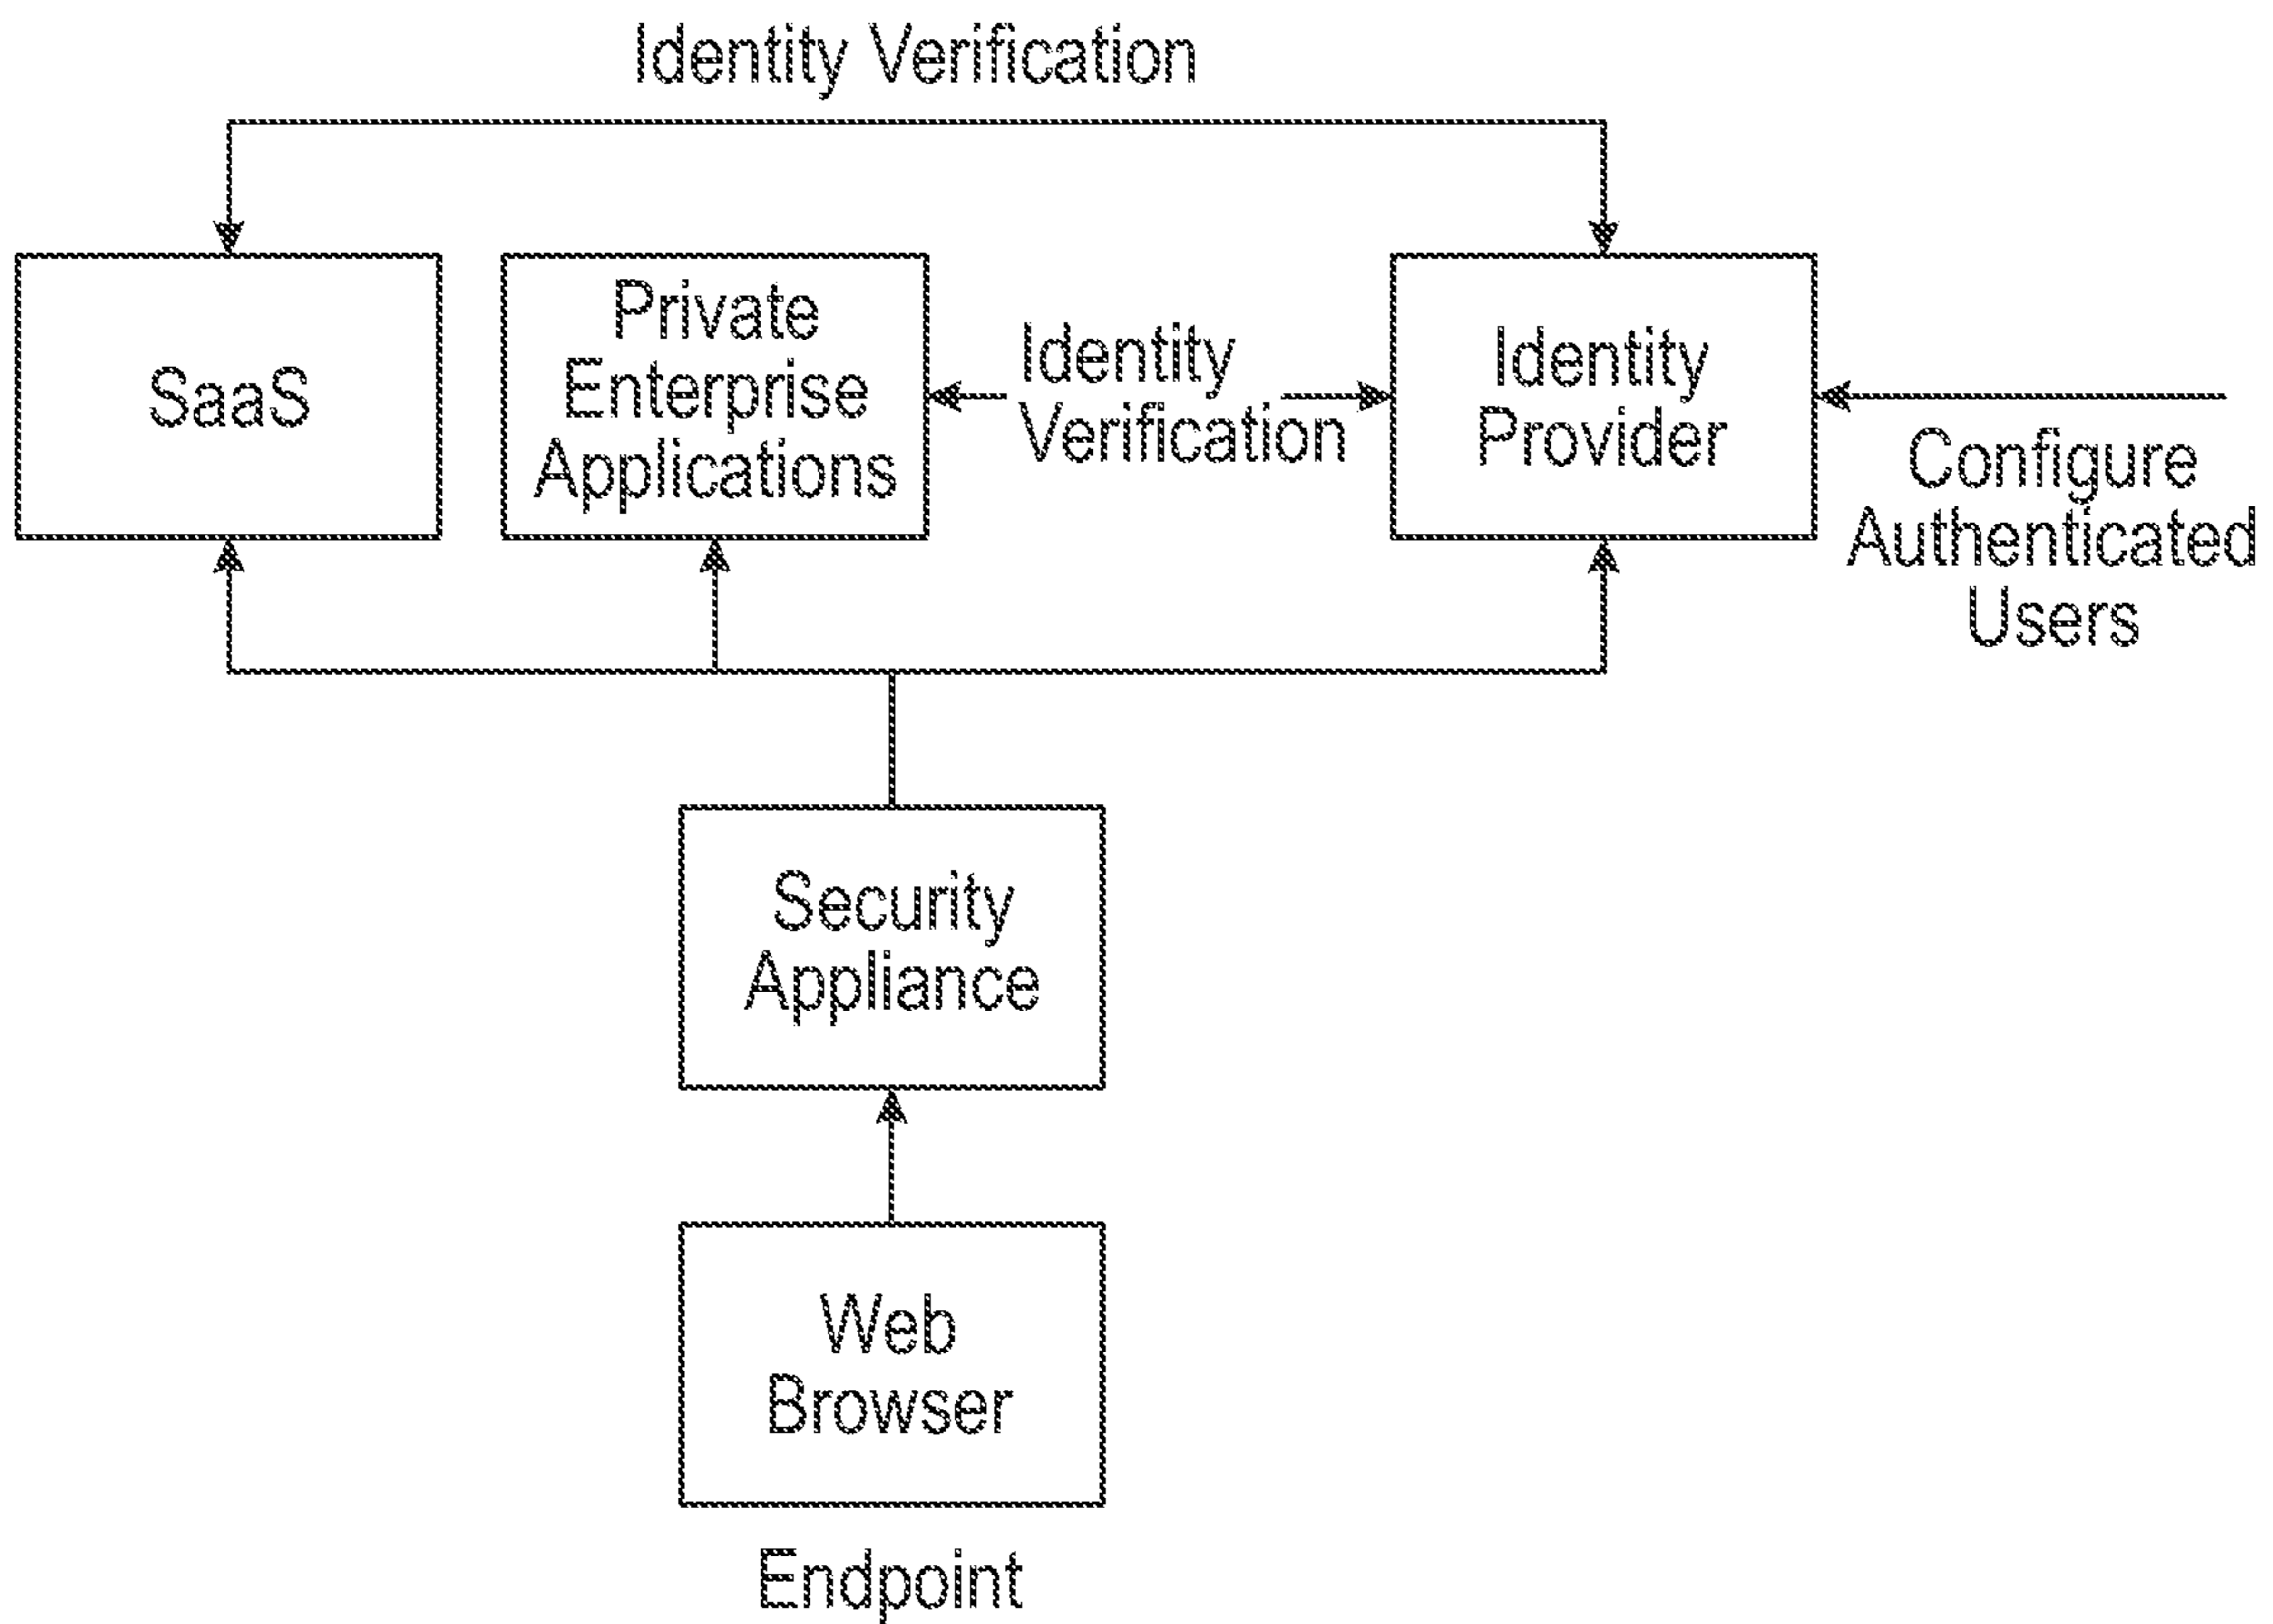 Identity Verification
SaaS
Private
Enterprise
Applications
Identity
Verification
Identity
Provider
Configure
Authenticated
Users
Security
Appliance
Web
Browser
Endpoint